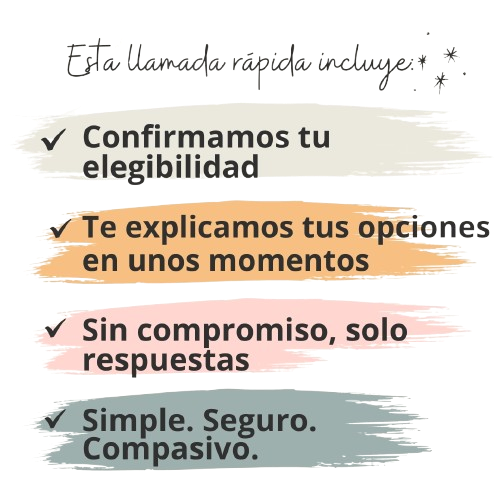 Esta llamada rápida incluye:
Confirmamos tu
elegibilidad
Te explicamos tus opciones
en unos momentos
Sin compromiso, solo
respuestas
Simple. Seguro.
Compasivo.